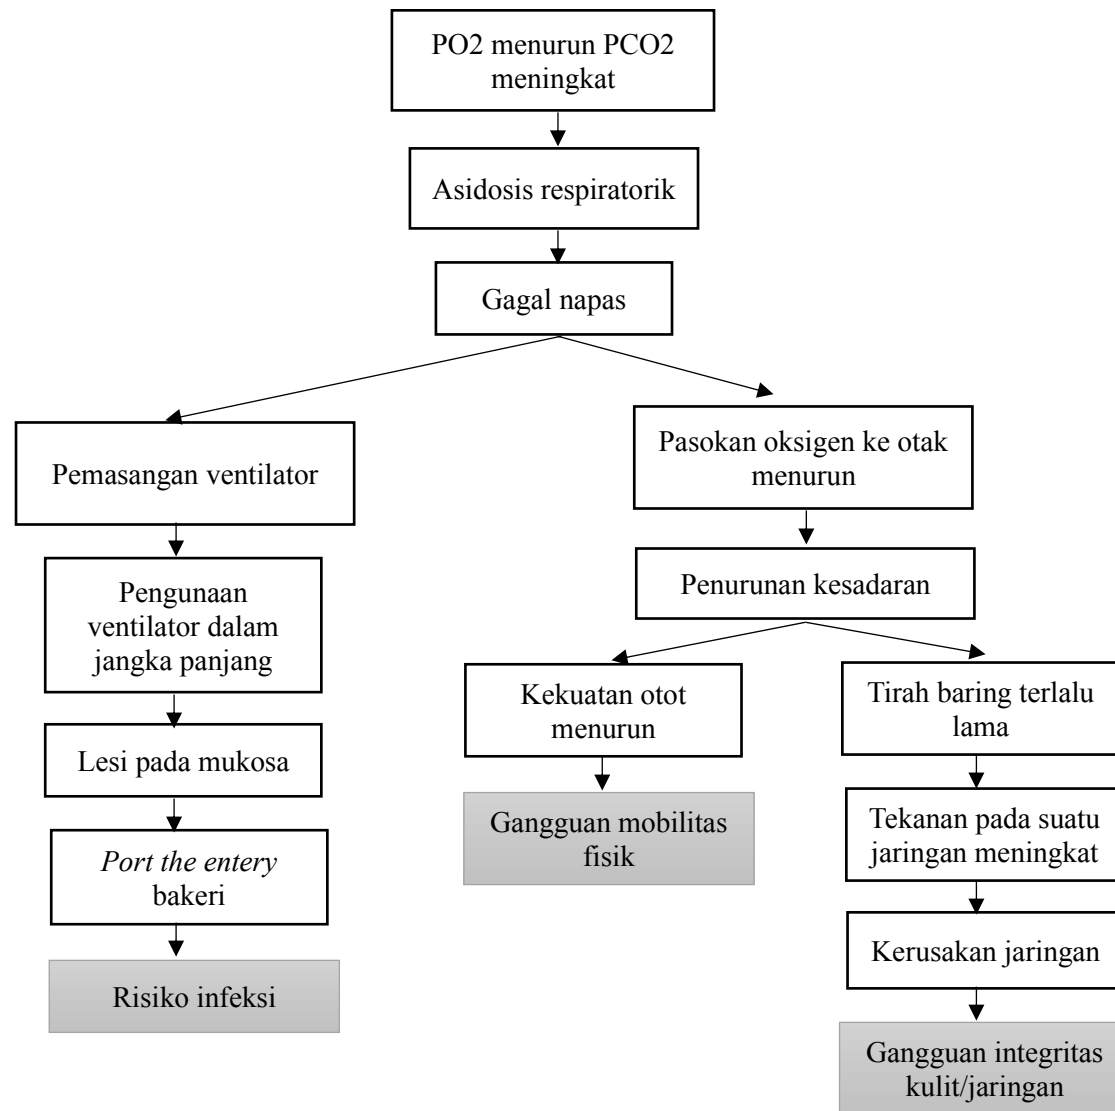 PO2 menurun PCO2
meningkat
Asidosis respiratorik
Gagal napas
Pemasangan ventilator
Pengunaan
ventilator dalam
jangka panjang
Lesi pada mukosa
Port the entery
bakeri
Risiko infeksi
Pasokan oksigen ke otak
menurun
Penurunan kesadaran
Kekuatan otot
menurun
Gangguan mobilitas
fisik
Tirah baring terlalu
lama
Tekanan pada suatu
jaringan meningkat
Kerusakan jaringan
Gangguan integritas
kulit/jaringan